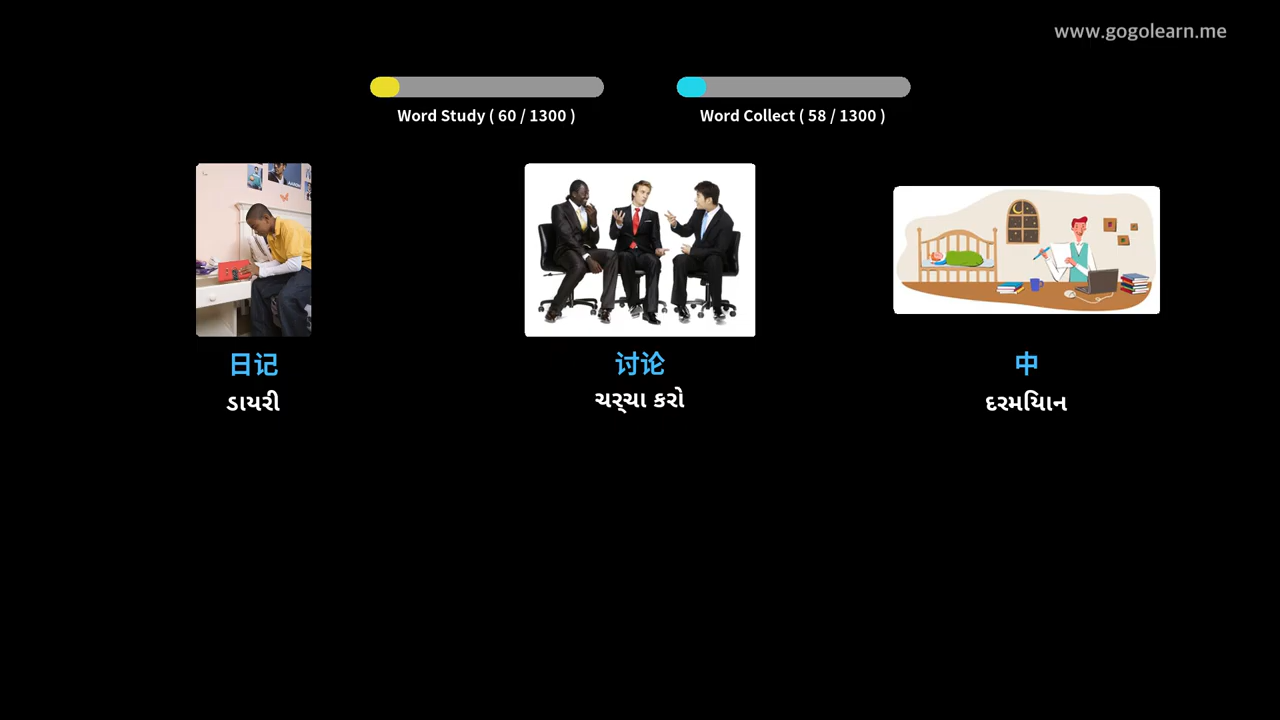 www.gogolearn.me
Word Study ( 60 / 1300 )
Word Collect ( 58 / 1300 )
日记
ડાયરી
讨论
ચર્ચા કરો
中
દરમિયાન